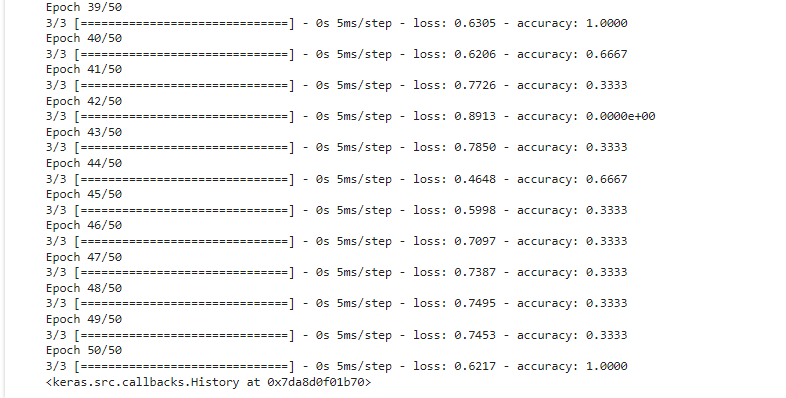 Epoch 39/50
3/3 [==============================] - 0s 5ms/step - loss: 0.6305 - accuracy: 1.0000
Epoch 40/50
3/3 [==============================] - 0s 5ms/step - loss: 0.6206 - accuracy: 0.6667
Epoch 41/50
3/3 [==============================] - 0s 5ms/step - loss: 0.7726 - accuracy: 0.3333
Epoch 42/50
3/3 [==============================] - 0s 5ms/step - loss: 0.8913 - accuracy: 0.0000e+00
Epoch 43/50
3/3 [==============================] - 0s 5ms/step - loss: 0.7850 - accuracy: 0.3333
Epoch 44/50
3/3 [==============================] - 0s 5ms/step - loss: 0.4648 - accuracy: 0.6667
Epoch 45/50
3/3 [==============================] - 0s 5ms/step - loss: 0.5998 - accuracy: 0.3333
Epoch 46/50
3/3 [==============================] - 0s 5ms/step - loss: 0.7097 - accuracy: 0.3333
Epoch 47/50
3/3 [==============================] - 0s 5ms/step - loss: 0.7387 - accuracy: 0.3333
Epoch 48/50
3/3 [==============================] - 0s 5ms/step - loss: 0.7495 - accuracy: 0.3333
Epoch 49/50
3/3 [==============================] - 0s 5ms/step - loss: 0.7453 - accuracy: 0.3333
Epoch 50/50
3/3 [==============================] - 0s 5ms/step - loss: 0.6217 - accuracy: 1.0000
<keras.src.callbacks.History at 0x7da8d0f01b70>